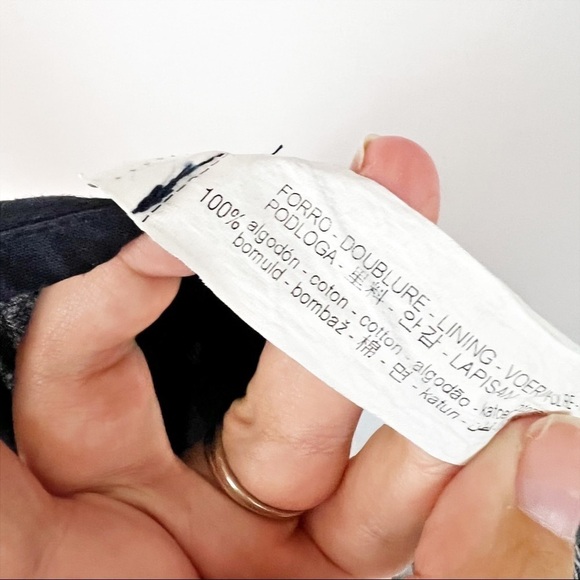 FORRO - DOUBLURE - LINING - VOERING
PODLOGA - 里料 - 안감 - LAPISAN
100% algodón - coton - cotton - algodão
bomuld - bombaž - 棉 - 면 - katun -